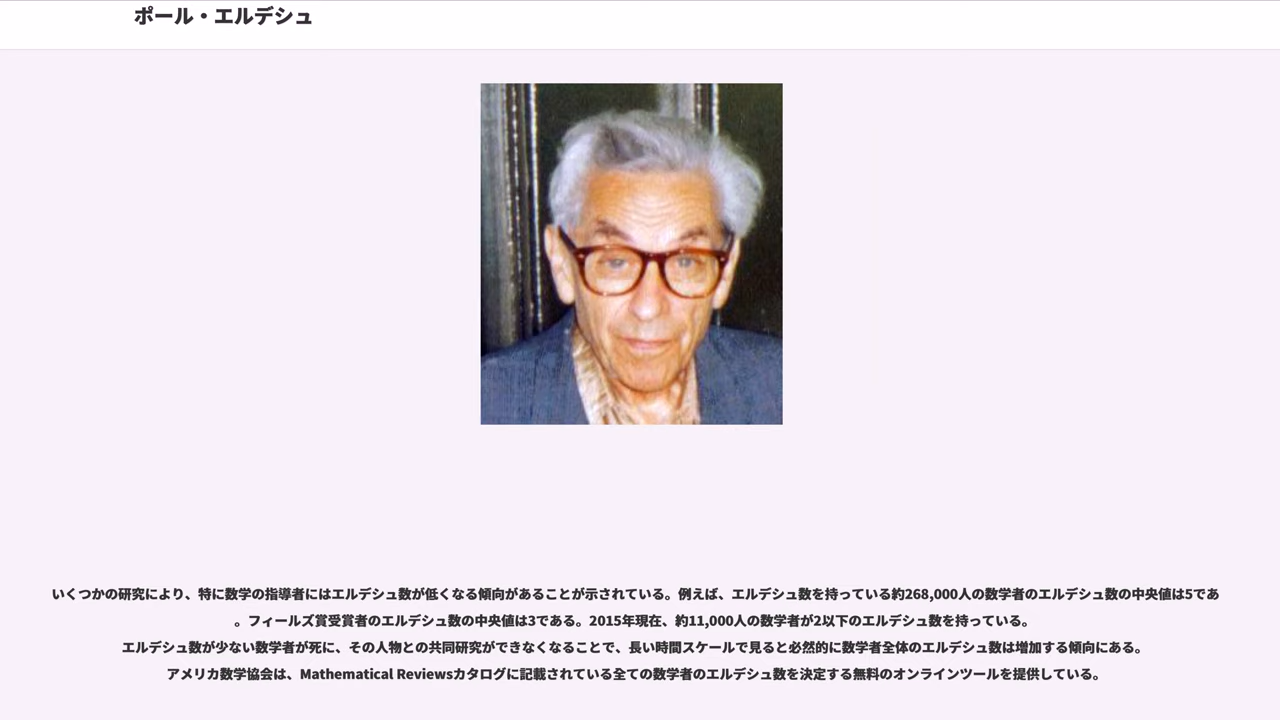 ポール・エルデシュ
いくつかの研究により、特に数学の指導者にはエルデシュ数が低くなる傾向があることが示されている。例えば、エルデシュ数を持っている約268,000人の数学者のエルデシュ数の中央値は5であ
。フィールズ賞受賞者のエルデシュ数の中央値は3である。2015年現在、約11,000人の数学者が2以下のエルデシュ数を持っている。
エルデシュ数が少ない数学者が死に、その人物との共同研究ができなくなることで、長い時間スケールで見ると必然的に数学者全体のエルデシュ数は増加する傾向にある。
アメリカ数学協会は、Mathematical Reviewsカタログに記載されている全ての数学者のエルデシュ数を決定する無料のオンラインツールを提供している。